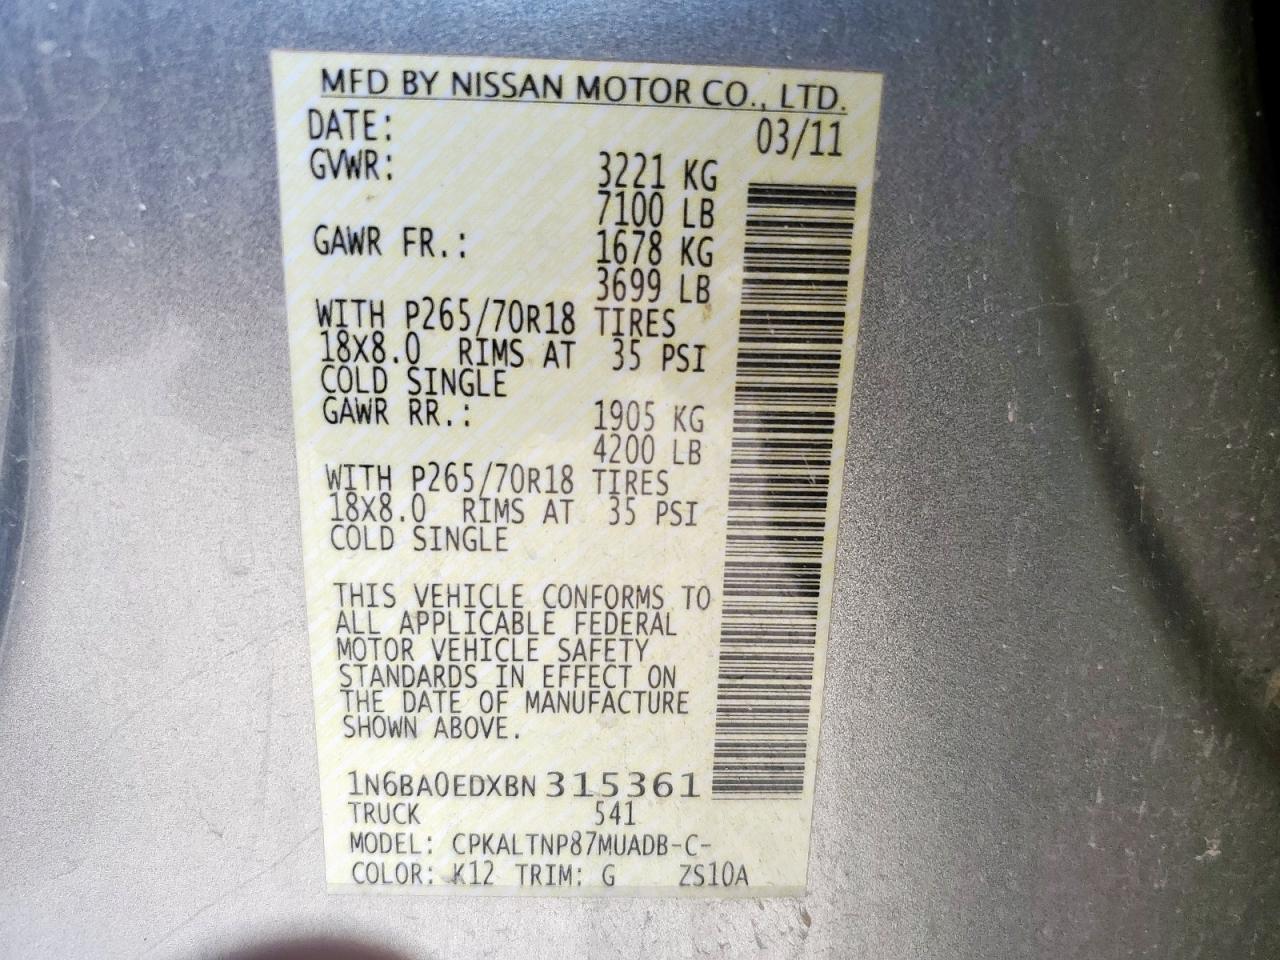 MFD BY NISSAN MOTOR CO., LTD.
DATE: 03/11
GVWR: 3221 KG
7100 LB
GAWR FR.: 1678 KG
3699 LB
WITH P265/70R18 TIRES
18X8.0 RIMS AT 35 PSI
COLD SINGLE
GAWR RR.: 1905 KG
4200 LB
WITH P265/70R18 TIRES
18X8.0 RIMS AT 35 PSI
COLD SINGLE
THIS VEHICLE CONFORMS TO
ALL APPLICABLE FEDERAL
MOTOR VEHICLE SAFETY
STANDARDS IN EFFECT ON
THE DATE OF MANUFACTURE
SHOWN ABOVE.
1N6BA0EDXBN315361
TRUCK 541
MODEL: CPKALTNP87MUADB-C-
COLOR: K12 TRIM: G ZS10A